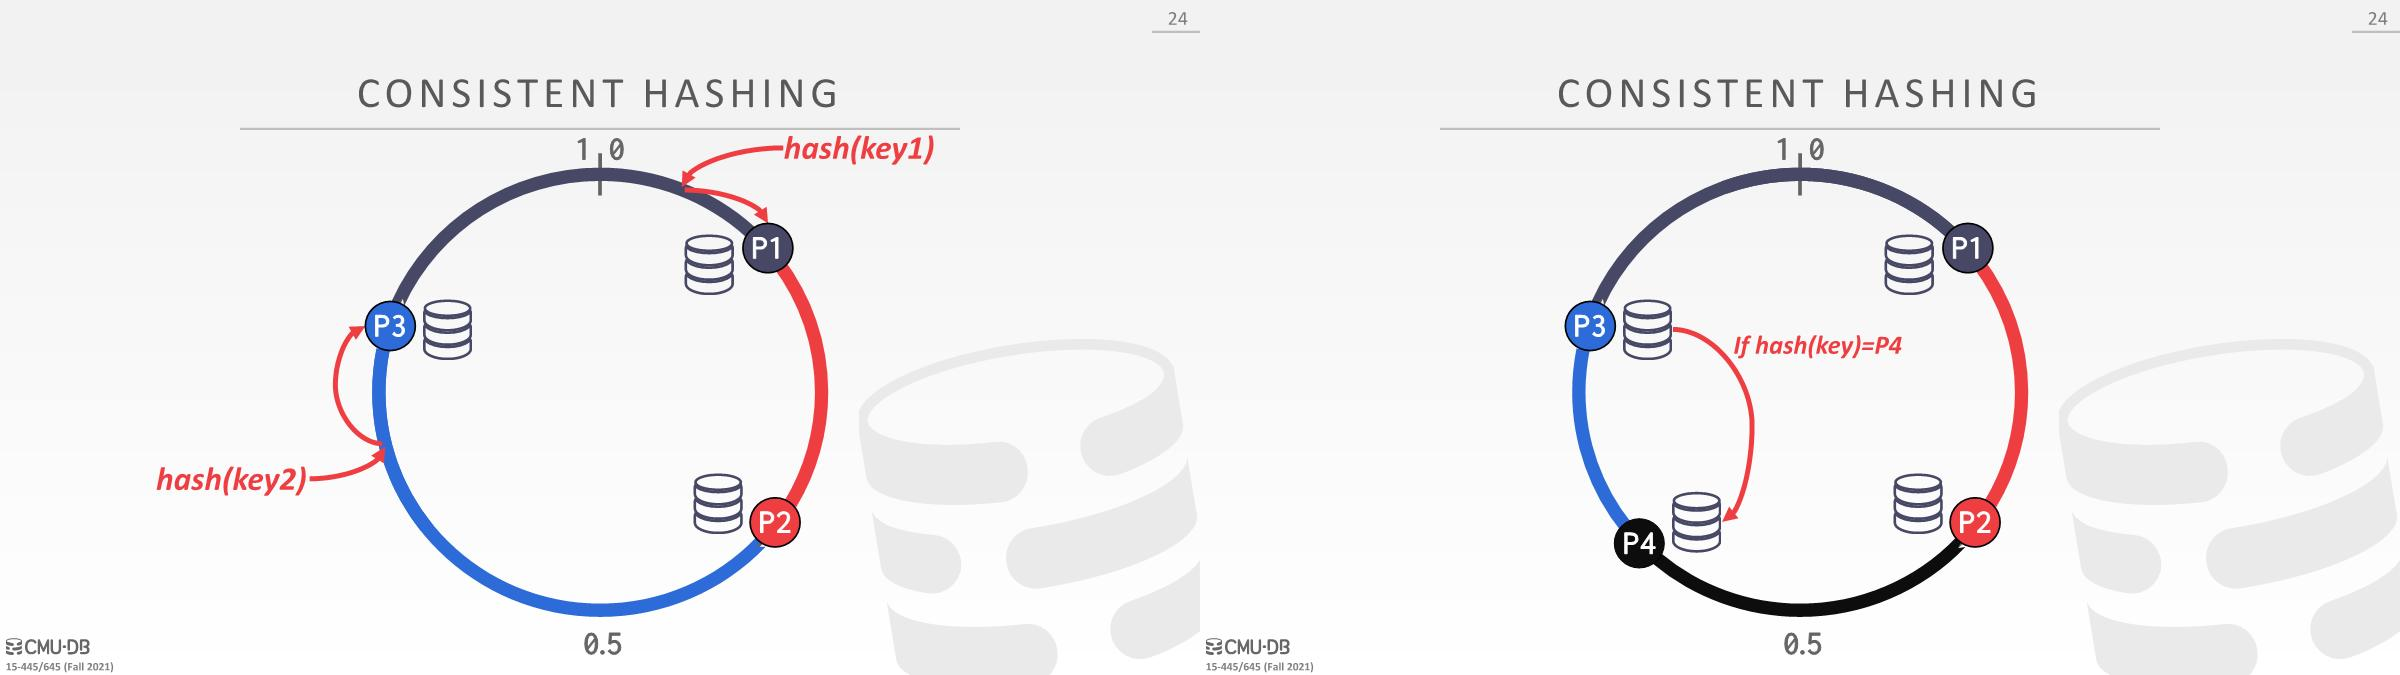 24
CONSISTENT HASHING
1 0
hash(key1)
P1
P3
hash(key2)
P2
0.5
CMU·DB
15-445/645 (Fall 2021)
24
CONSISTENT HASHING
1 0
P1
P3
If hash(key)=P4
P2
P4
0.5
CMU·DB
15-445/645 (Fall 2021)